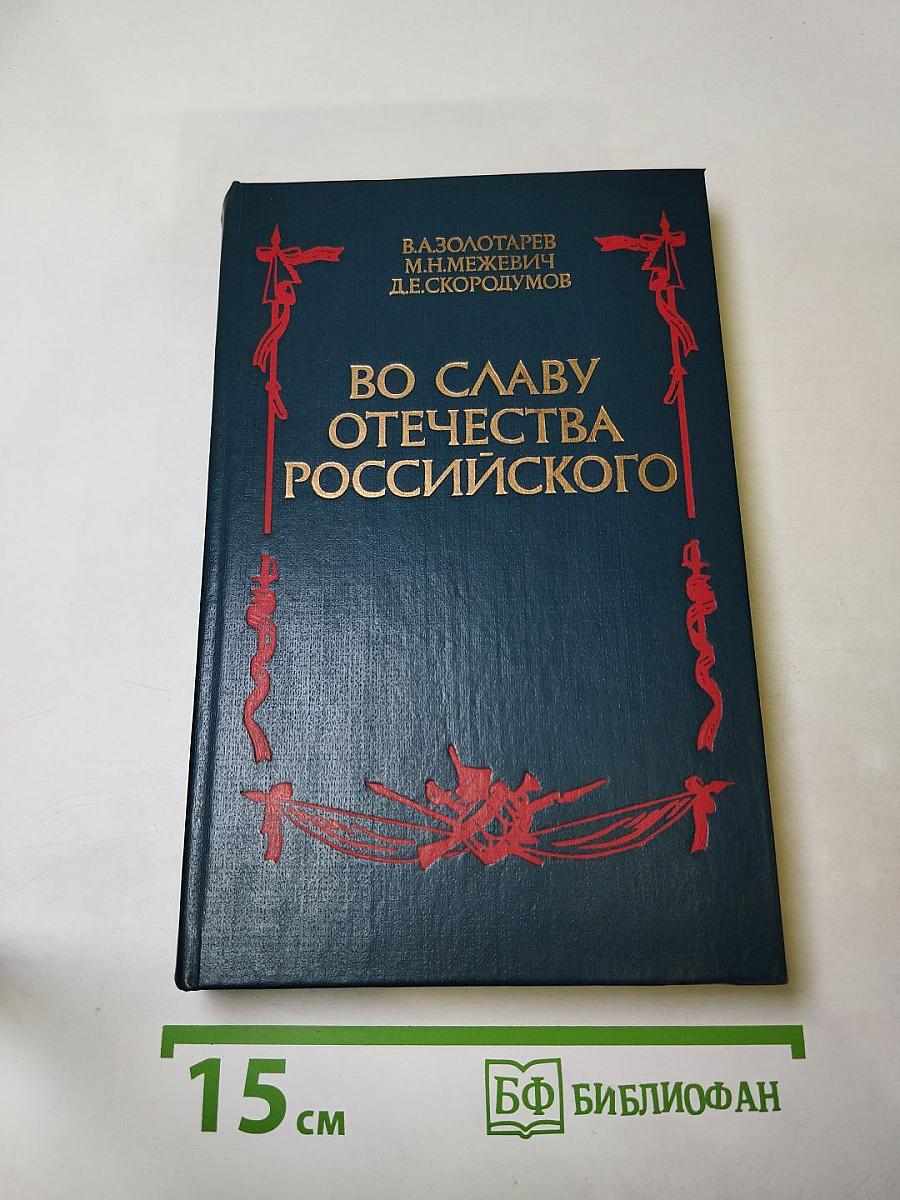 В.А.ЗОЛОТАРЕВ
М.Н.МЕЖЕВИЧ
Д.Е.СКОРОДУМОВ
ВО СЛАВУ
ОТЕЧЕСТВА
РОССИЙСКОГО
15 см
БФ БИБЛИОФАН